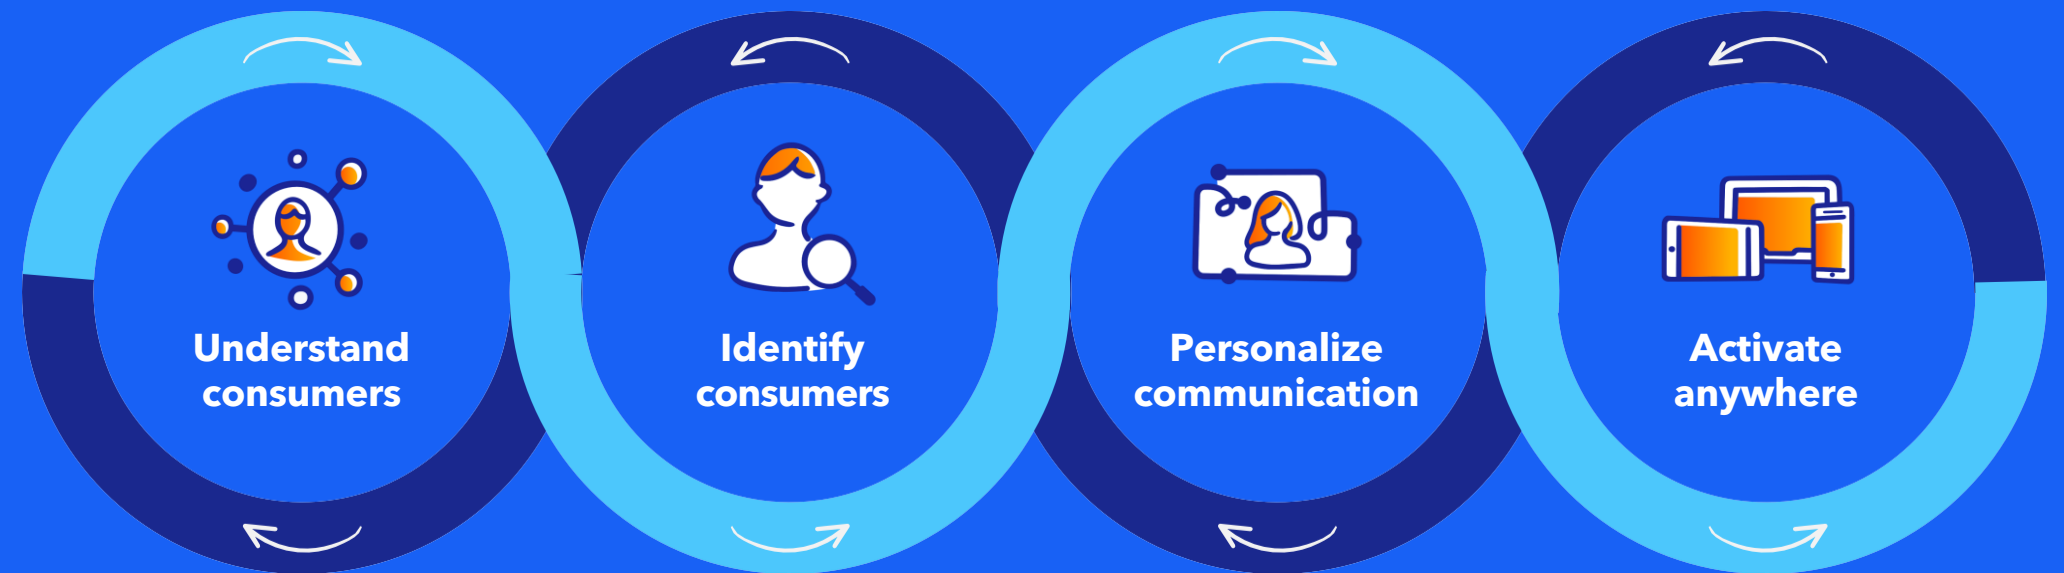 Understand
consumers
Identify
consumers
Personalize
communication
Activate
anywhere